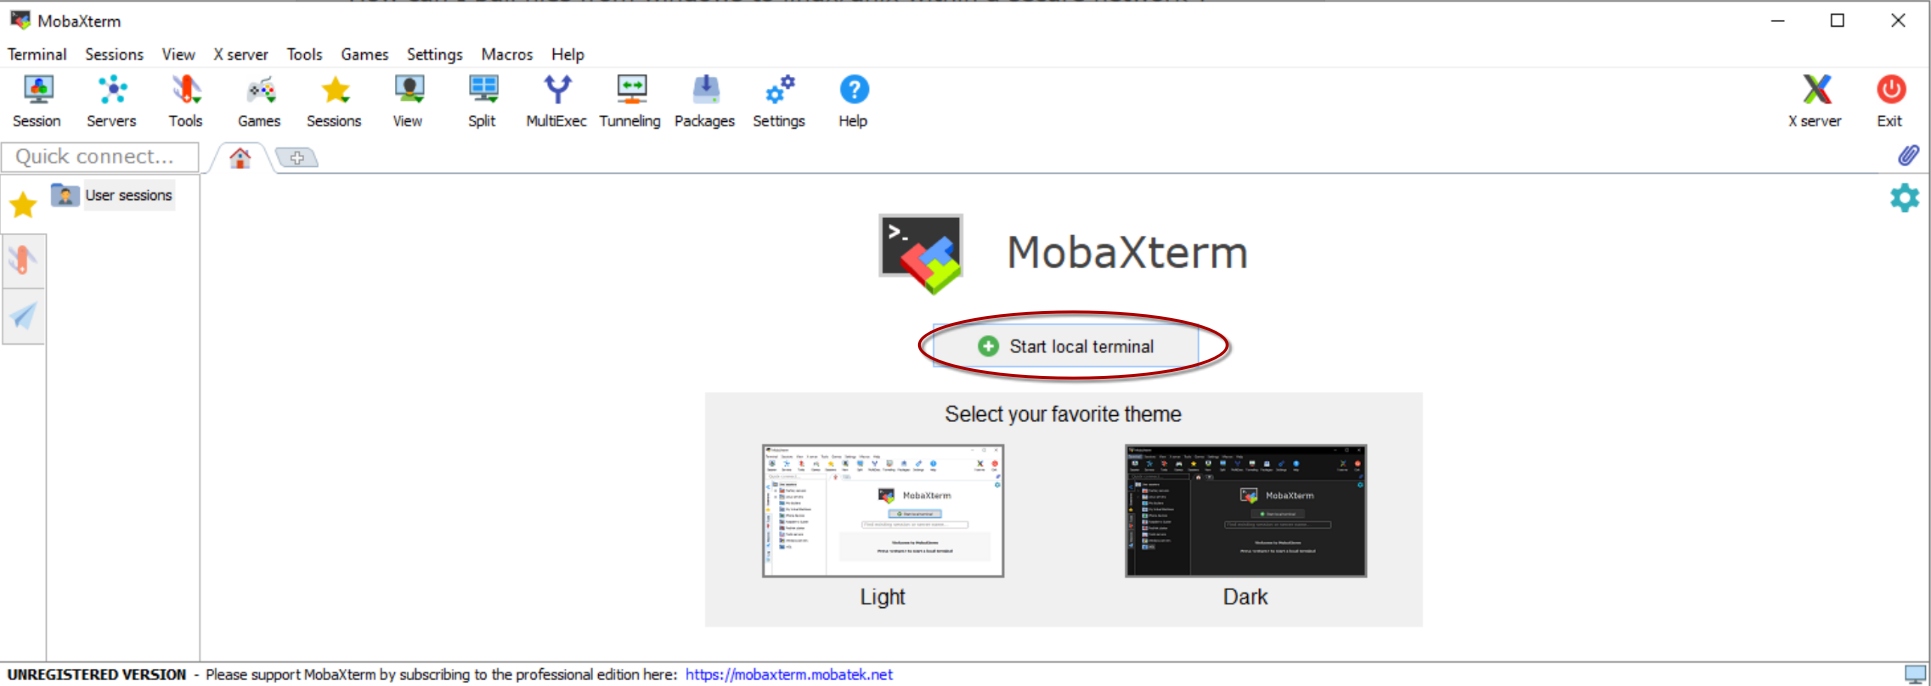 MobaXterm
Terminal Sessions View X server Tools Games Settings Macros Help
Session Servers Tools Games Sessions View Split MultiExec Tunneling Packages Settings Help X server Exit
Quick connect...
User sessions
>_
MobaXterm
Start local terminal
Select your favorite theme
MobaXterm
MobaXterm
Light
Dark
UNREGISTERED VERSION - Please support MobaXterm by subscribing to the professional edition here: https://mobaxterm.mobatek.net